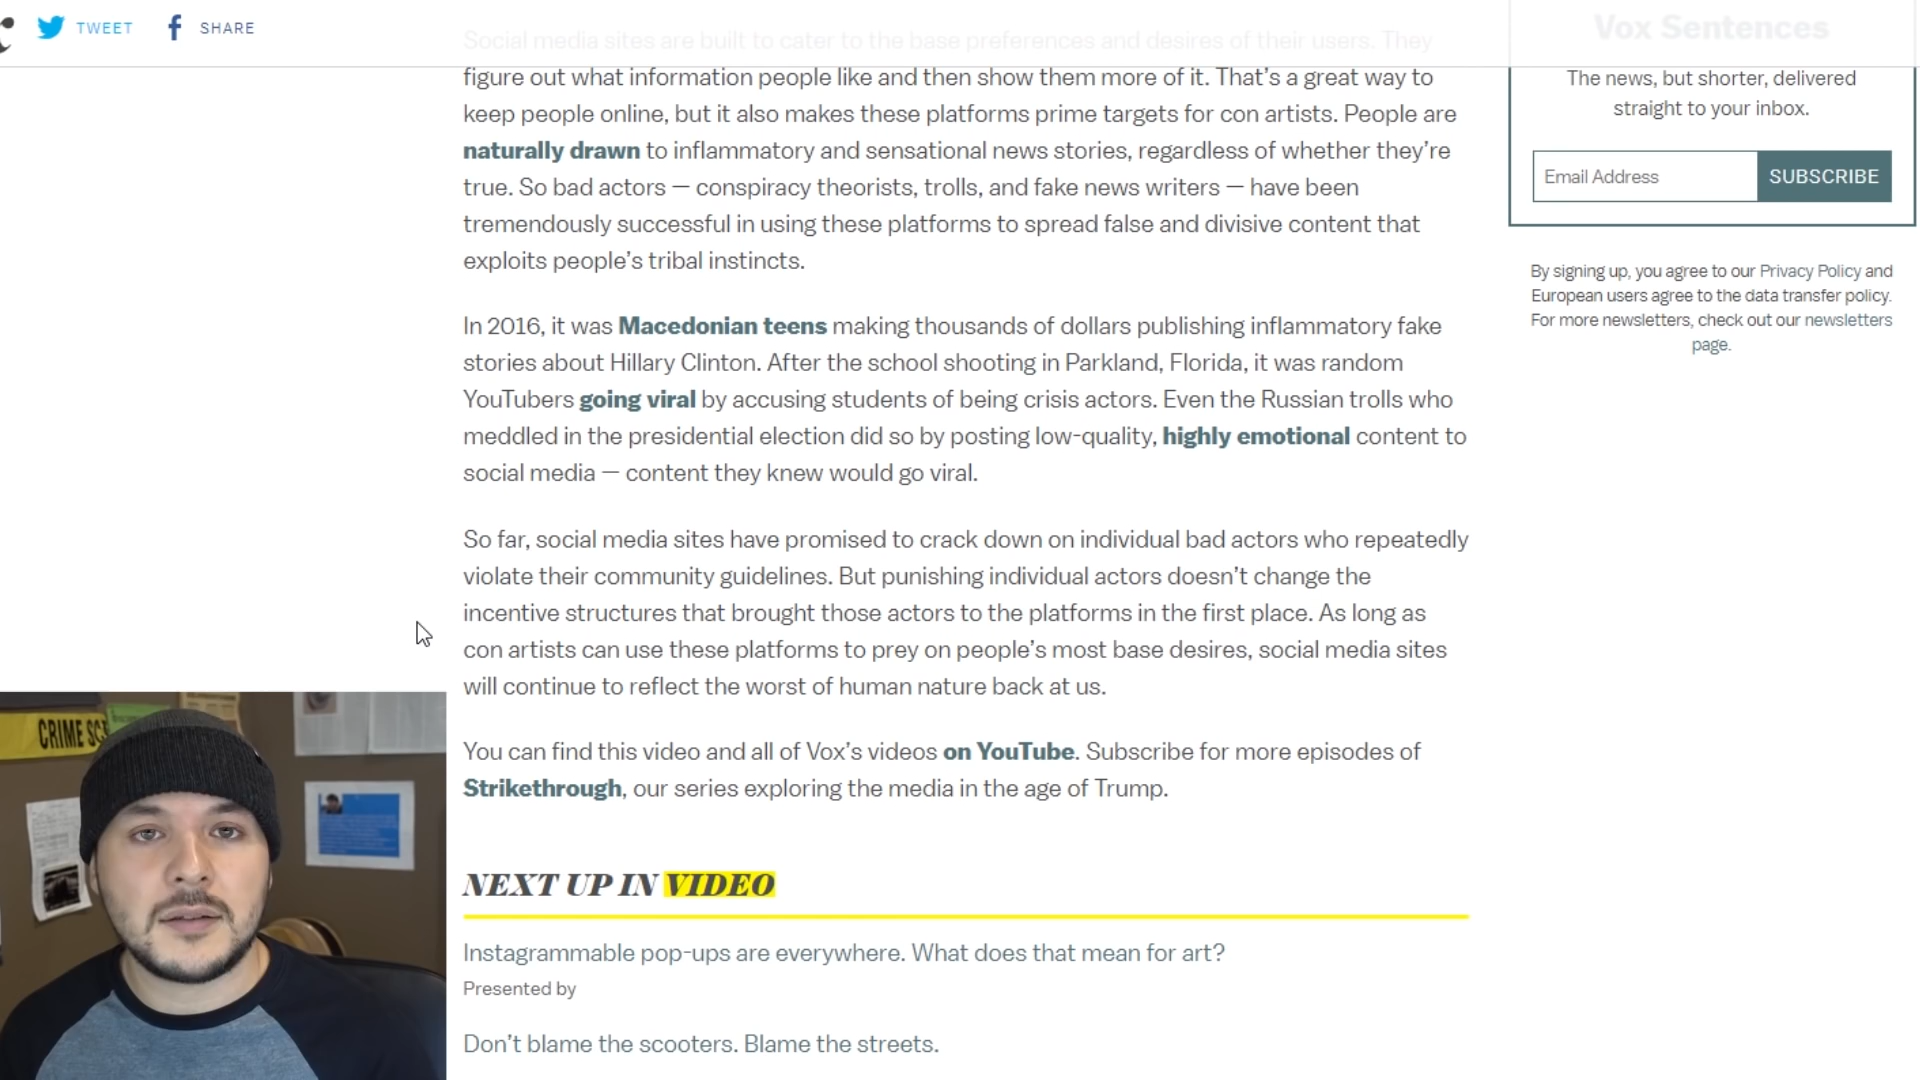 TWEET
SHARE
Social media sites are built to cater to the base preferences and desires of their users. They
figure out what information people like and then show them more of it. That's a great way to
keep people online, but it also makes these platforms prime targets for con artists. People are
naturally drawn to inflammatory and sensational news stories, regardless of whether they're
true. So bad actors — conspiracy theorists, trolls, and fake news writers — have been
tremendously successful in using these platforms to spread false and divisive content that
exploits people's tribal instincts.
In 2016, it was Macedonian teens making thousands of dollars publishing inflammatory fake
stories about Hillary Clinton. After the school shooting in Parkland, Florida, it was random
YouTubers going viral by accusing students of being crisis actors. Even the Russian trolls who
meddled in the presidential election did so by posting low-quality, highly emotional content to
social media — content they knew would go viral.
So far, social media sites have promised to crack down on individual bad actors who repeatedly
violate their community guidelines. But punishing individual actors doesn't change the
incentive structures that brought those actors to the platforms in the first place. As long as
con artists can use these platforms to prey on people's most base desires, social media sites
will continue to reflect the worst of human nature back at us.
You can find this video and all of Vox's videos on YouTube. Subscribe for more episodes of
Strikethrough, our series exploring the media in the age of Trump.
NEXT UP IN VIDEO
Instagrammable pop-ups are everywhere. What does that mean for art?
Presented by
Don't blame the scooters. Blame the streets.
Vox Sentences
The news, but shorter, delivered
straight to your inbox.
Email Address
SUBSCRIBE
By signing up, you agree to our Privacy Policy and
European users agree to the data transfer policy.
For more newsletters, check out our newsletters
page.
CRIME SC